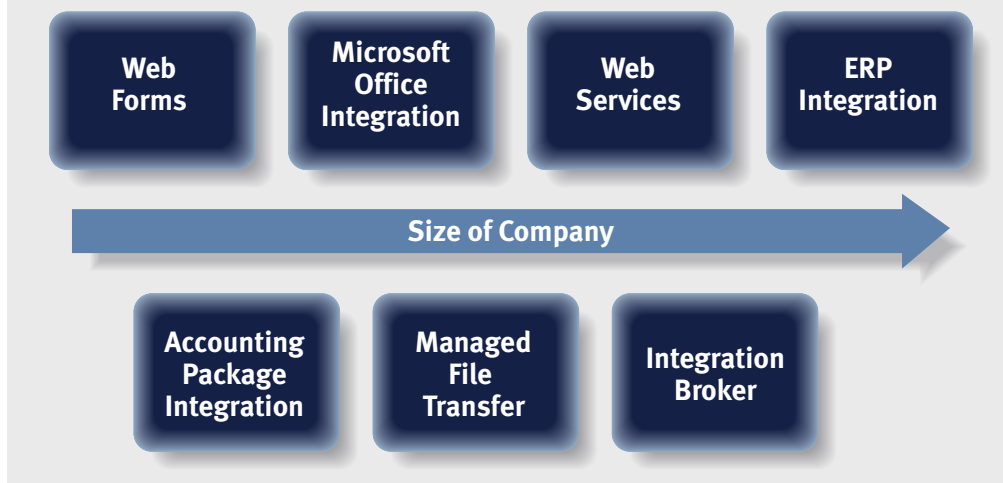 Web
Forms
Microsoft
Office
Integration
Web
Services
ERP
Integration
Size of Company
Accounting
Package
Integration
Managed
File
Transfer
Integration
Broker